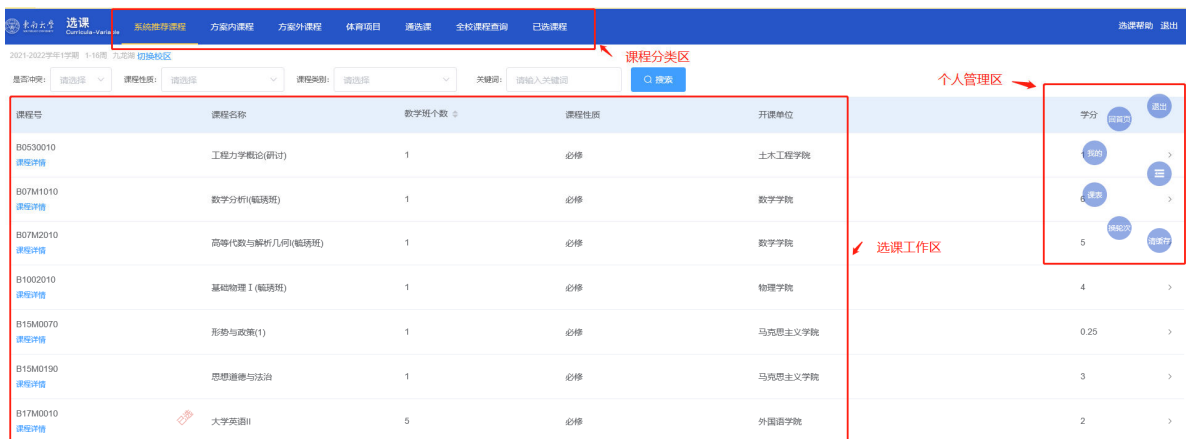 东南大学 选课 系统推荐课程 方案内课程 方案外课程 体育项目 通选课 全校课程查询 已选课程 选课帮助 退出
Curricula-Variable
2021-2022学年1学期 1-16周 九龙湖 切换校区 课程分类区
是否冲突: 请选择 课程性质: 请选择 课程类别: 请选择 关键词: 请输入关键词 搜索 个人管理区
课程号 课程名称 教学班个数 课程性质 开课单位 学分 回首页 退出
B0530010 工程力学概论(研讨) 1 必修 土木工程学院 1 我的
课程详情
B07M1010 数学分析I(毓琇班) 1 必修 数学学院 6 课表
课程详情
B07M2010 高等代数与解析几何I(毓琇班) 1 必修 数学学院 5 换轮次 清缓存
课程详情 选课工作区
B1002010 基础物理Ⅰ(毓琇班) 1 必修 物理学院 4
课程详情
B15M0070 形势与政策(1) 1 必修 马克思主义学院 0.25
课程详情
B15M0190 思想道德与法治 1 必修 马克思主义学院 3
课程详情
B17M0010 已选 大学英语II 5 必修 外国语学院 2
课程详情